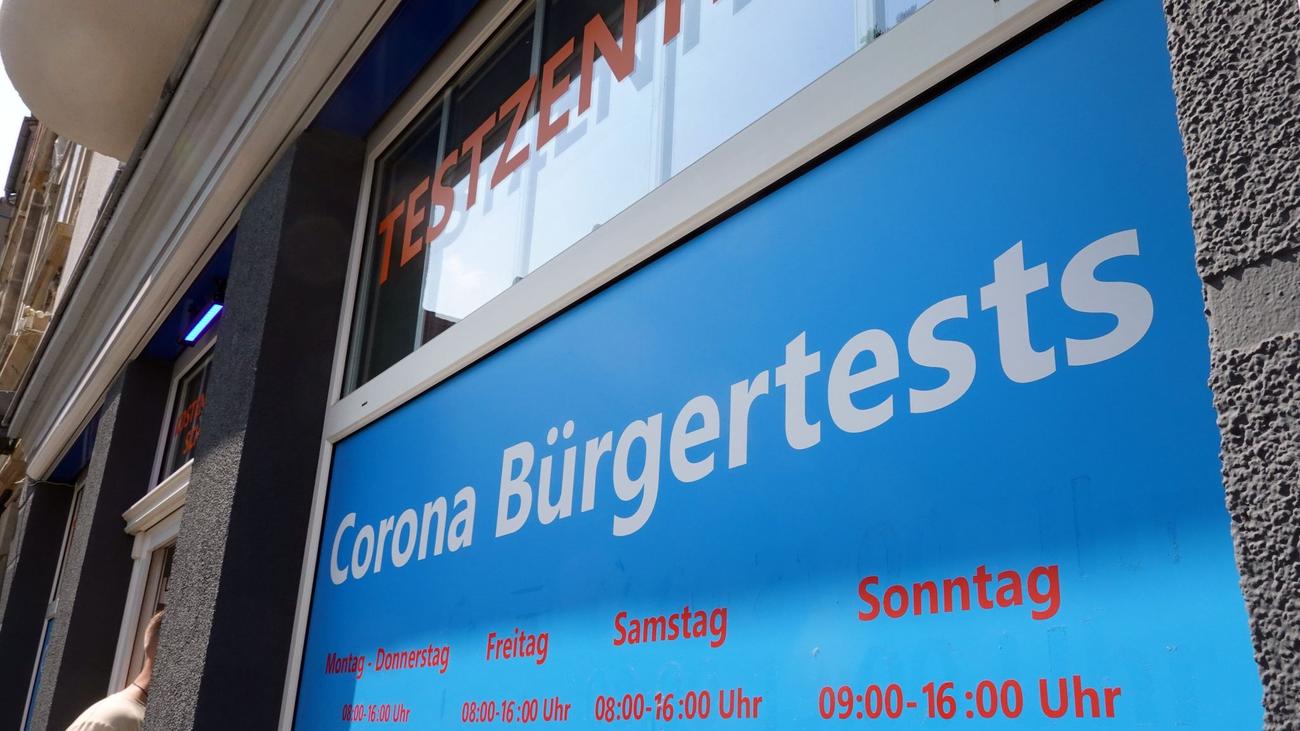 TESTZENT
Corona Bürgertests
Montag - Donnerstag Freitag Samstag Sonntag
08:00-16:00 Uhr 08:00-16:00 Uhr 08:00-16:00 Uhr 09:00-16:00 Uhr